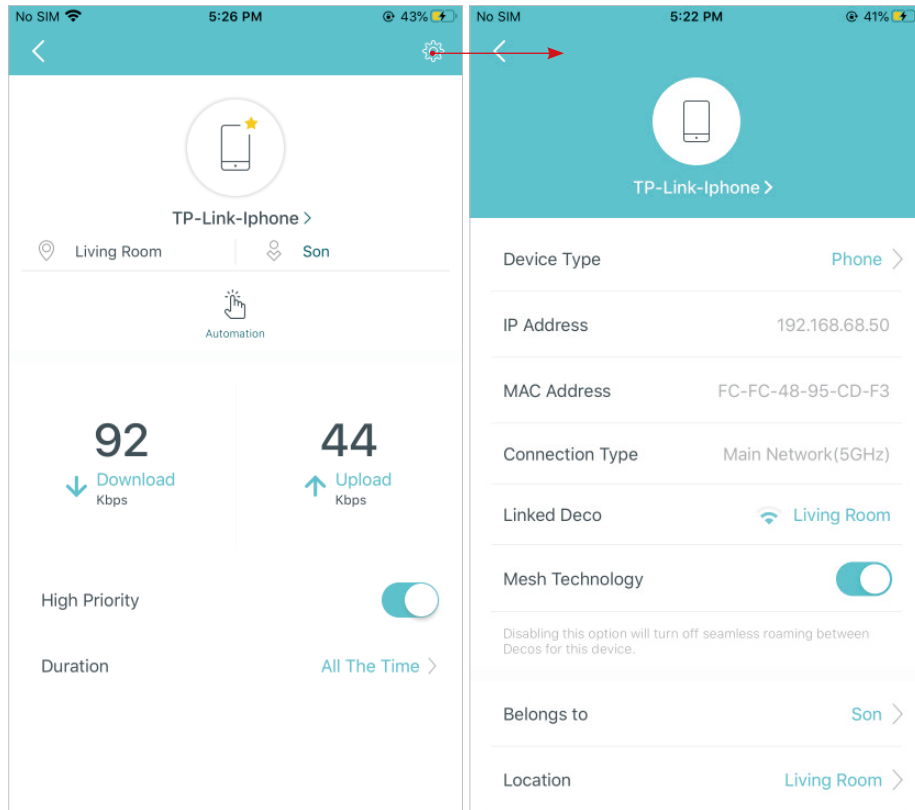 No SIM 5:26 PM 43%
TP-Link-Iphone >
Living Room Son
Automation
92 44
Download Upload
Kbps Kbps
High Priority
Duration All The Time >
No SIM 5:22 PM 41%
TP-Link-Iphone >
Device Type Phone >
IP Address 192.168.68.50
MAC Address FC-FC-48-95-CD-F3
Connection Type Main Network(5GHz)
Linked Deco Living Room
Mesh Technology
Disabling this option will turn off seamless roaming between
Decos for this device.
Belongs to Son >
Location Living Room >